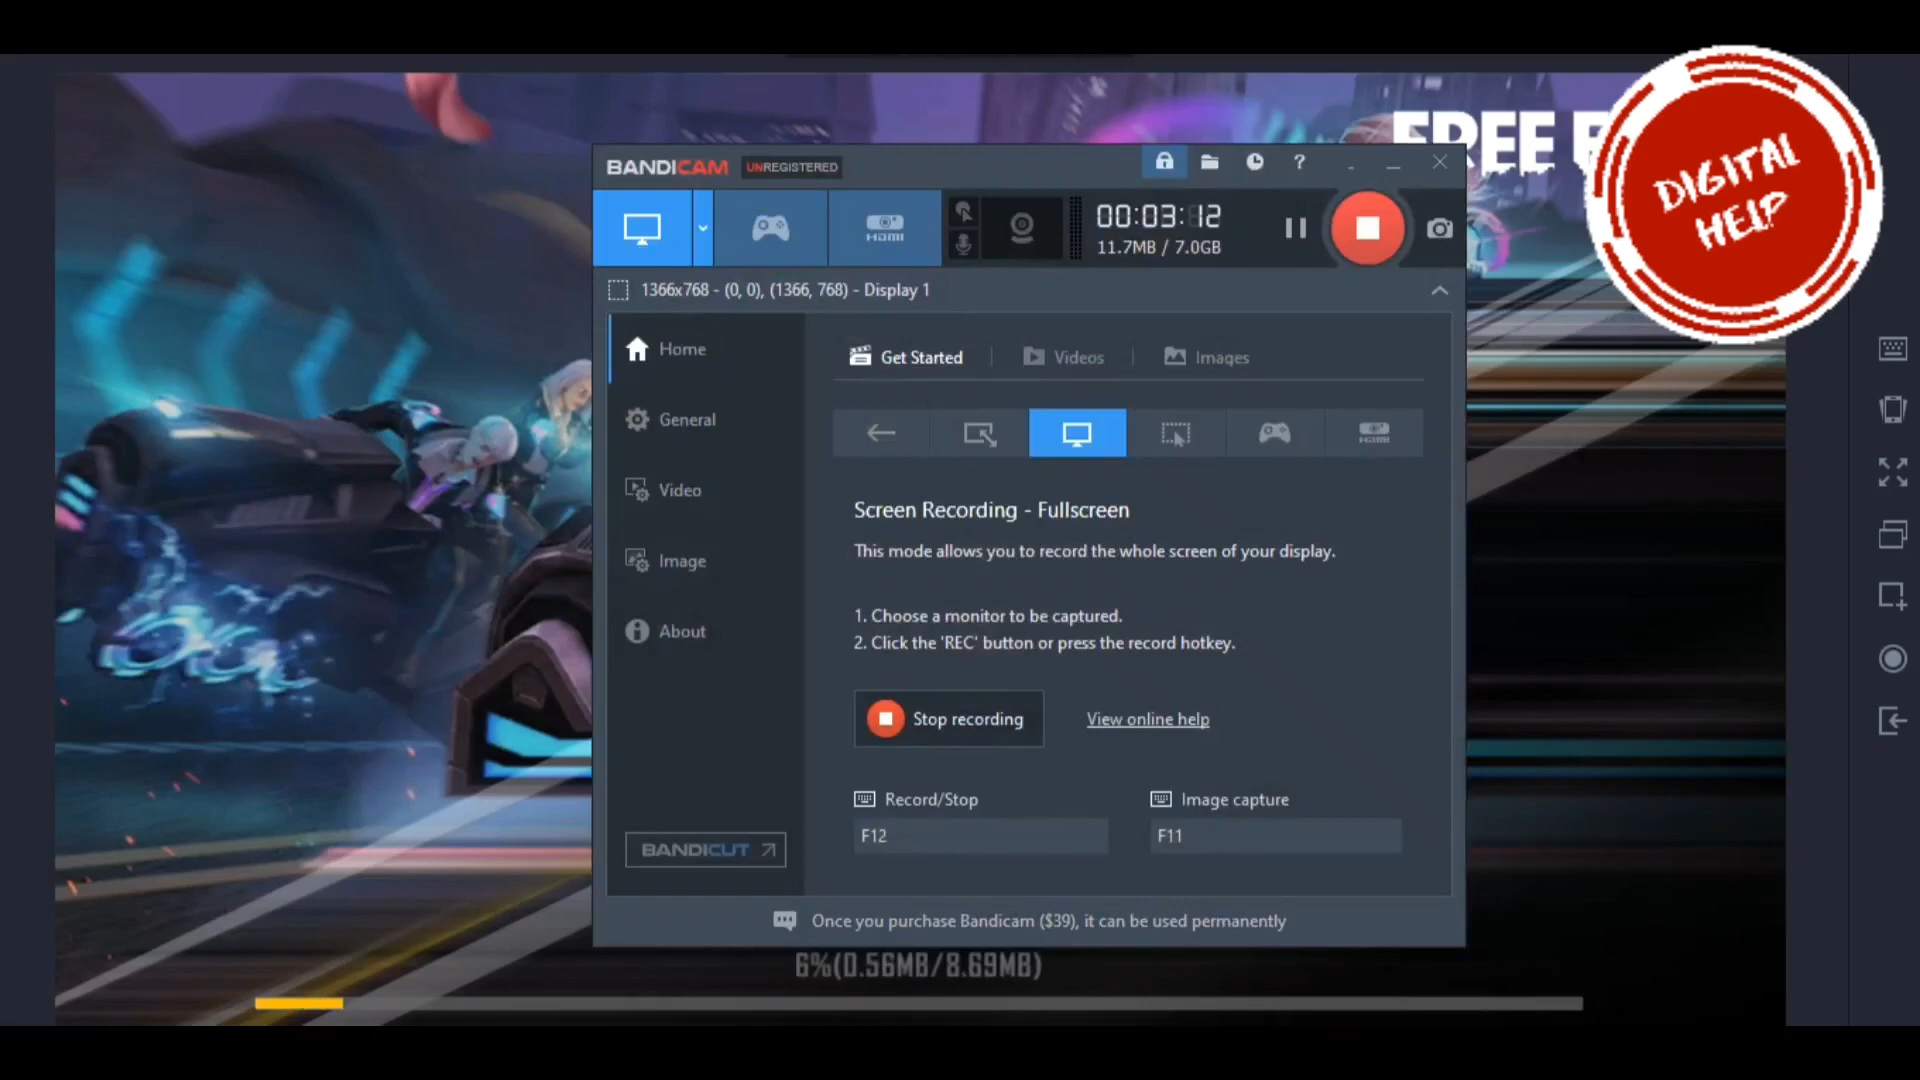 FREE F
DIGITAL
HELP
BANDICAM UNREGISTERED
?
HDMI
00:03:12
11.7MB / 7.0GB
1366x768 - (0, 0), (1366, 768) - Display 1
Home
General
Video
Image
About
BANDICUT
Get Started
Videos
Images
HDMI
Screen Recording - Fullscreen
This mode allows you to record the whole screen of your display.
1. Choose a monitor to be captured.
2. Click the 'REC' button or press the record hotkey.
Stop recording
View online help
Record/Stop
Image capture
F12
F11
Once you purchase Bandicam ($39), it can be used permanently
6%(0.56MB/8.69MB)